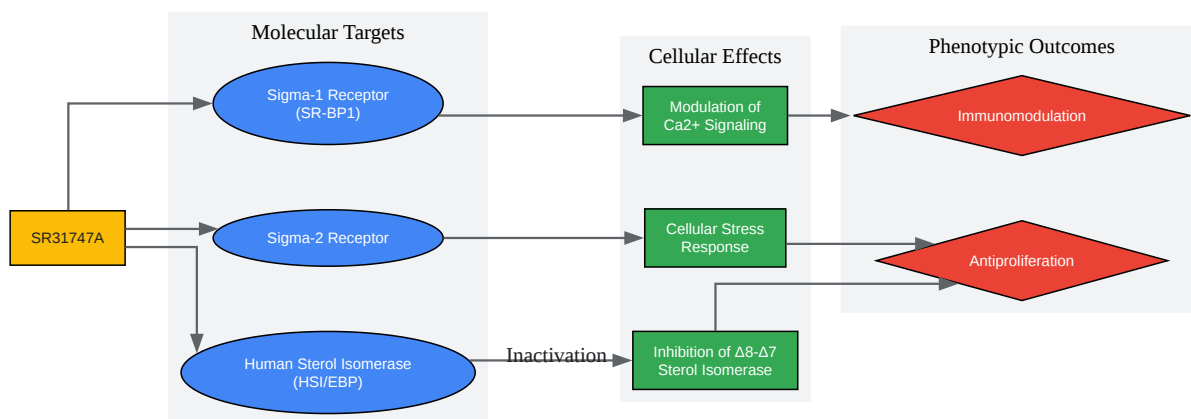 Molecular Targets
Cellular Effects
Phenotypic Outcomes
SR31747A
Sigma-1 Receptor
(SR-BP1)
Modulation of
Ca2+ Signaling
Immunomodulation
Sigma-2 Receptor
Cellular Stress
Response
Antiproliferation
Human Sterol Isomerase
(HSI/EBP)
Inactivation
Inhibition of Δ8-Δ7
Sterol Isomerase